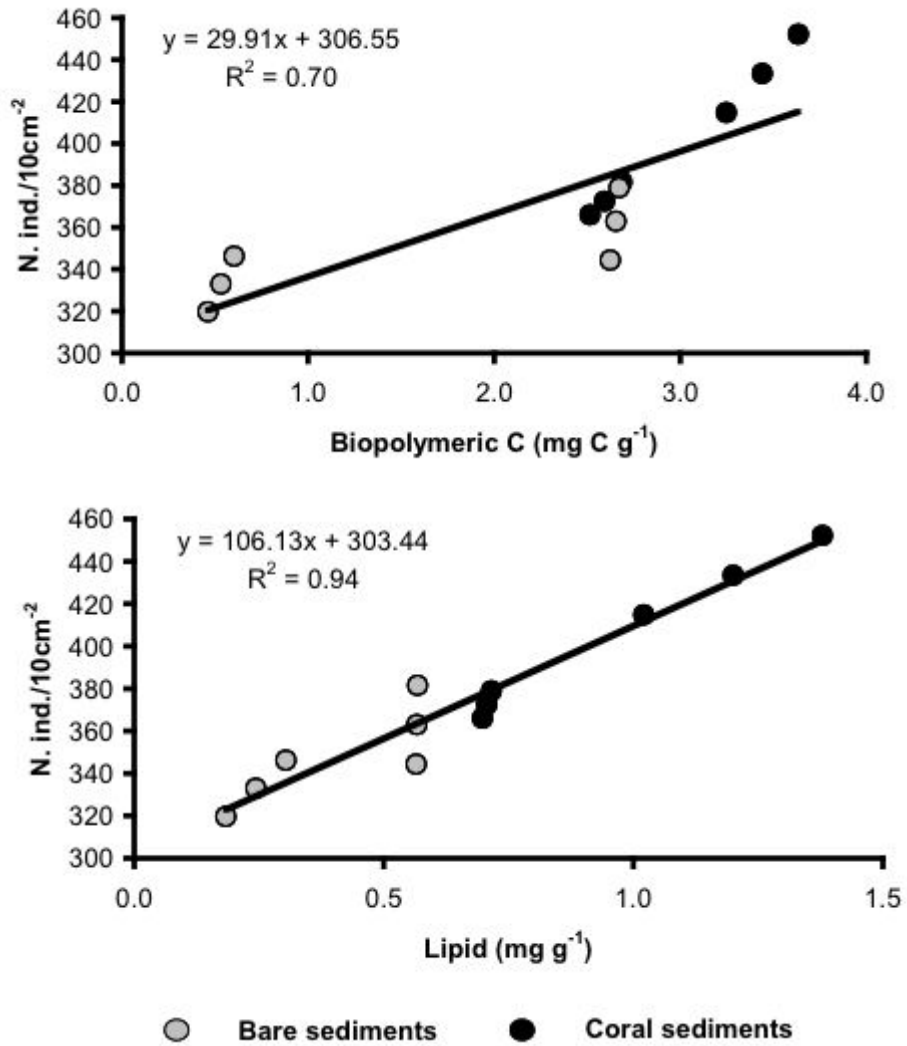 460
440
420
400
380
360
340
320
300
N. ind./10cm⁻²
y = 29.91x + 306.55
R² = 0.70
0.0 1.0 2.0 3.0 4.0
Biopolymeric C (mg C g⁻¹)
460
440
420
400
380
360
340
320
300
N. ind./10cm⁻²
y = 106.13x + 303.44
R² = 0.94
0.0 0.5 1.0 1.5
Lipid (mg g⁻¹)
Bare sediments Coral sediments